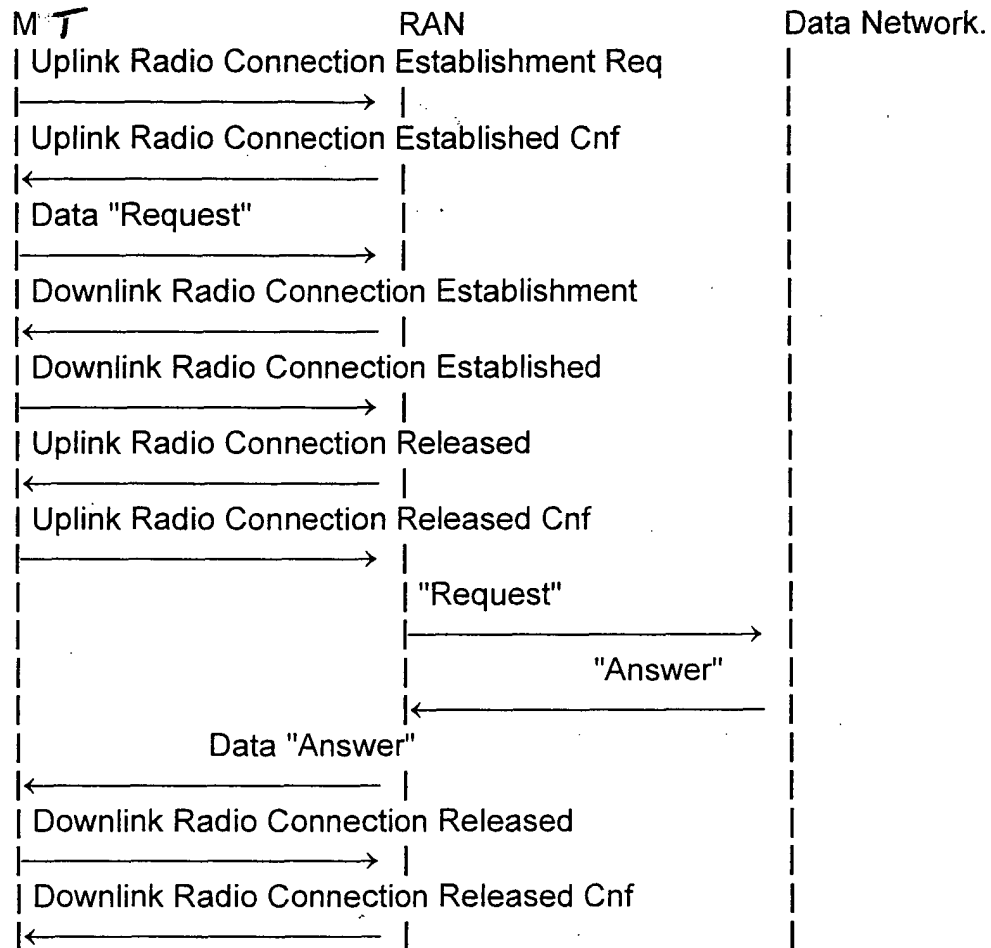 MT RAN Data Network.
Uplink Radio Connection Establishment Req
Uplink Radio Connection Established Cnf
Data "Request"
Downlink Radio Connection Establishment
Downlink Radio Connection Established
Uplink Radio Connection Released
Uplink Radio Connection Released Cnf
"Request"
"Answer"
Data "Answer"
Downlink Radio Connection Released
Downlink Radio Connection Released Cnf